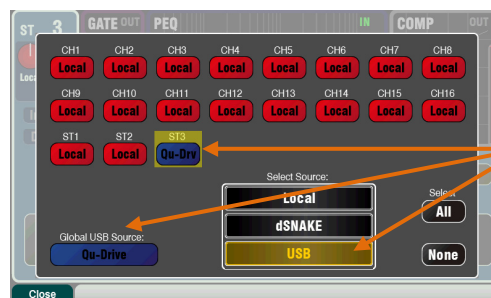 ST 3 GATE OUT PEQ IN COMP OUT
CH1 CH2 CH3 CH4 CH5 CH6 CH7 CH8
Local Local Local Local Local Local Local Local
CH9 CH10 CH11 CH12 CH13 CH14 CH15 CH16
Local Local Local Local Local Local Local Local
ST1 ST2 ST3
Local Local Qu-Drv
Select Source:
Local
dSNAKE
USB
Select
All
None
Global USB Source:
Qu-Drive
Close